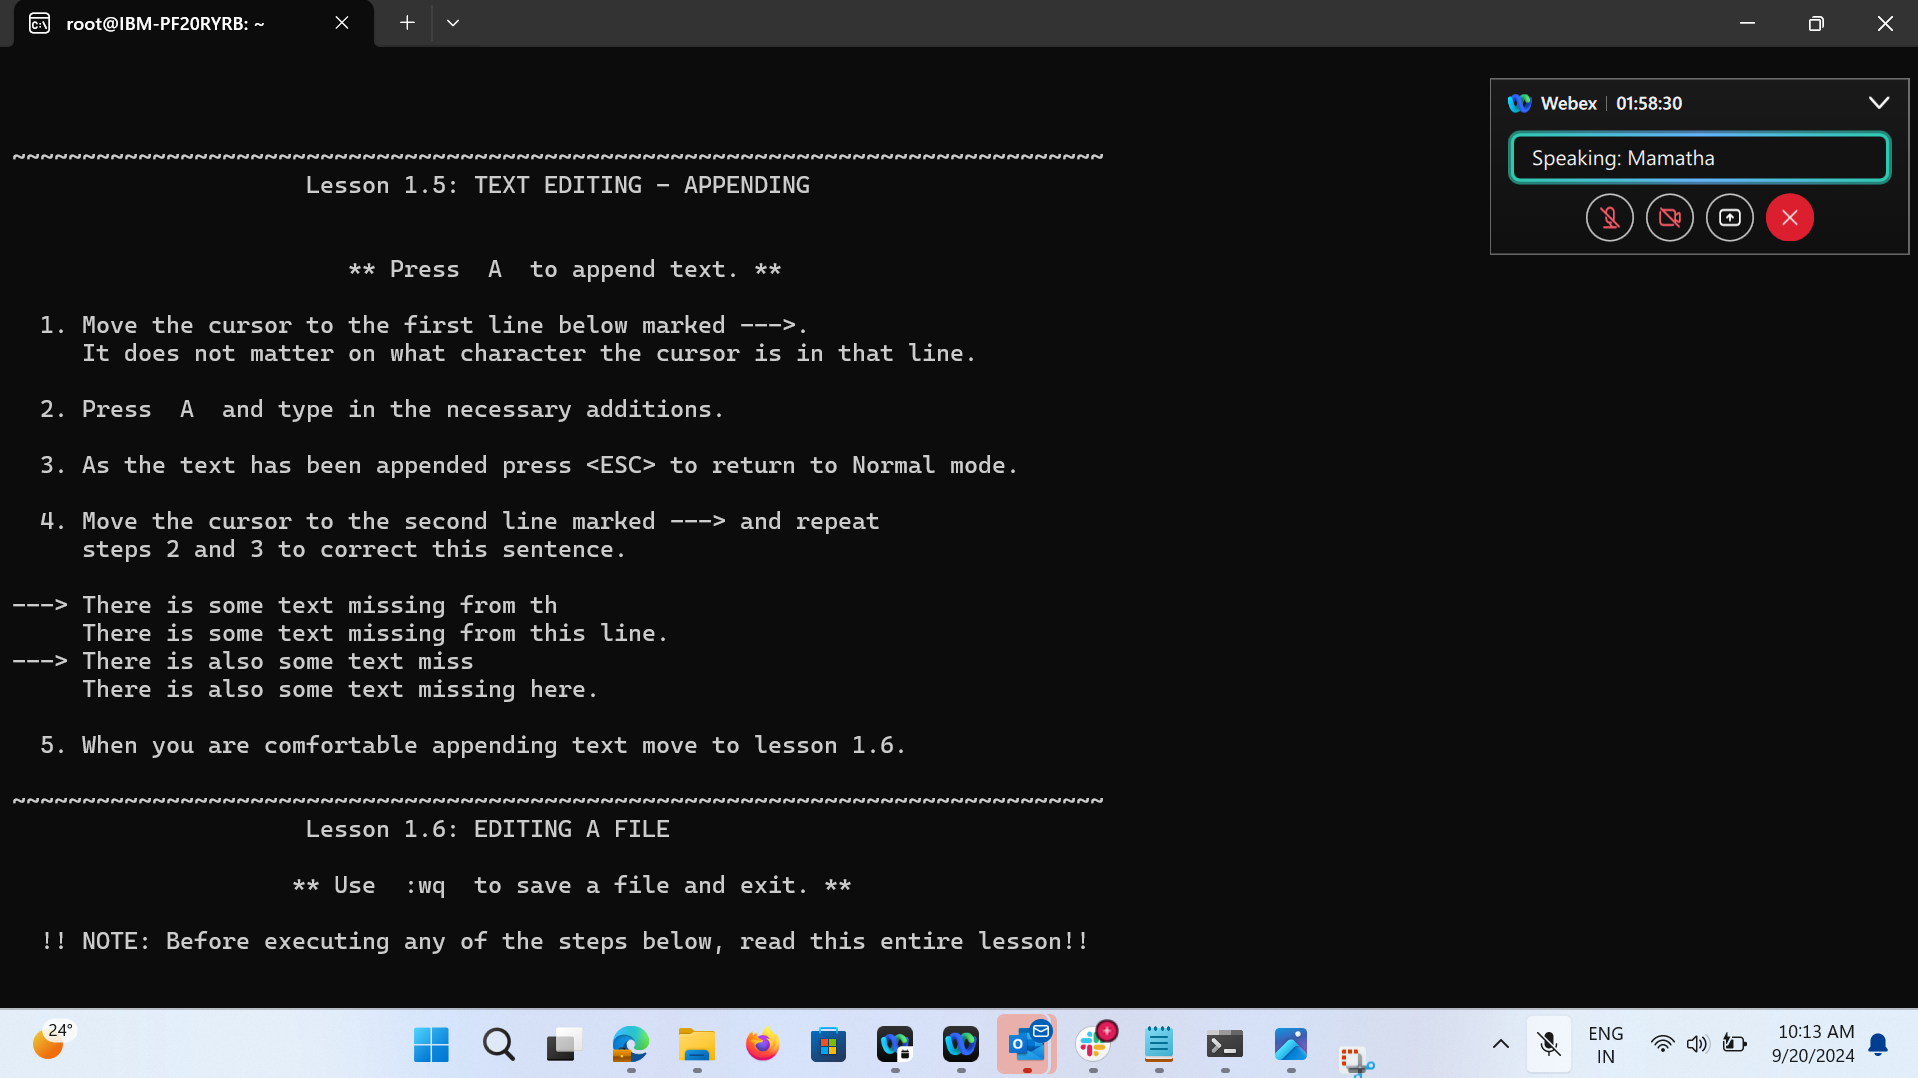 root@IBM-PF20RYRB: ~
Webex | 01:58:30
Speaking: Mamatha
~~~~~~~~~~~~~~~~~~~~~~~~~~~~~~~~~~~~~~~~~~~~~~~~~~~~~~~~~~~~~~~~~~~~~~~~~~~~~~
Lesson 1.5: TEXT EDITING - APPENDING
** Press  A  to append text. **
1. Move the cursor to the first line below marked --->.
It does not matter on what character the cursor is in that line.
2. Press  A  and type in the necessary additions.
3. As the text has been appended press <ESC> to return to Normal mode.
4. Move the cursor to the second line marked ---> and repeat
steps 2 and 3 to correct this sentence.
---> There is some text missing from th
There is some text missing from this line.
---> There is also some text miss
There is also some text missing here.
5. When you are comfortable appending text move to lesson 1.6.
~~~~~~~~~~~~~~~~~~~~~~~~~~~~~~~~~~~~~~~~~~~~~~~~~~~~~~~~~~~~~~~~~~~~~~~~~~~~~~
Lesson 1.6: EDITING A FILE
** Use  :wq  to save a file and exit. **
!! NOTE: Before executing any of the steps below, read this entire lesson!!
24°
ENG
IN
10:13 AM
9/20/2024